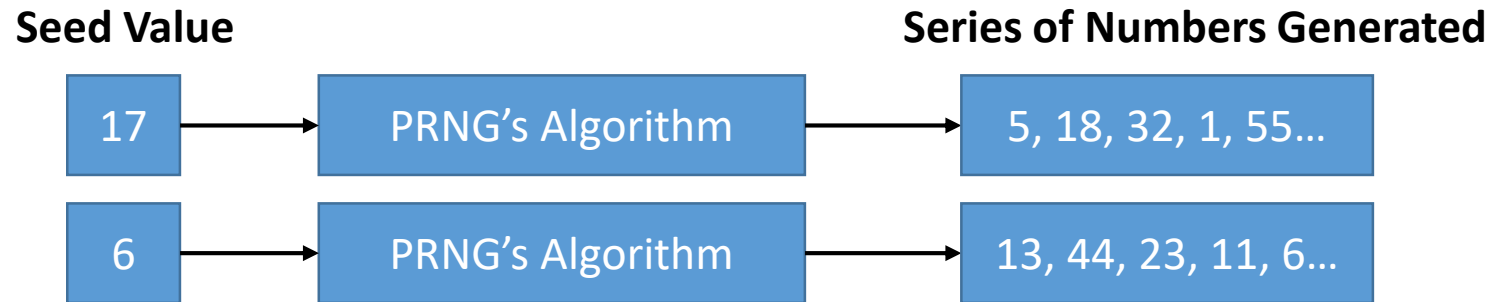 Seed Value
Series of Numbers Generated
17
PRNG's Algorithm
5, 18, 32, 1, 55…
6
PRNG's Algorithm
13, 44, 23, 11, 6…